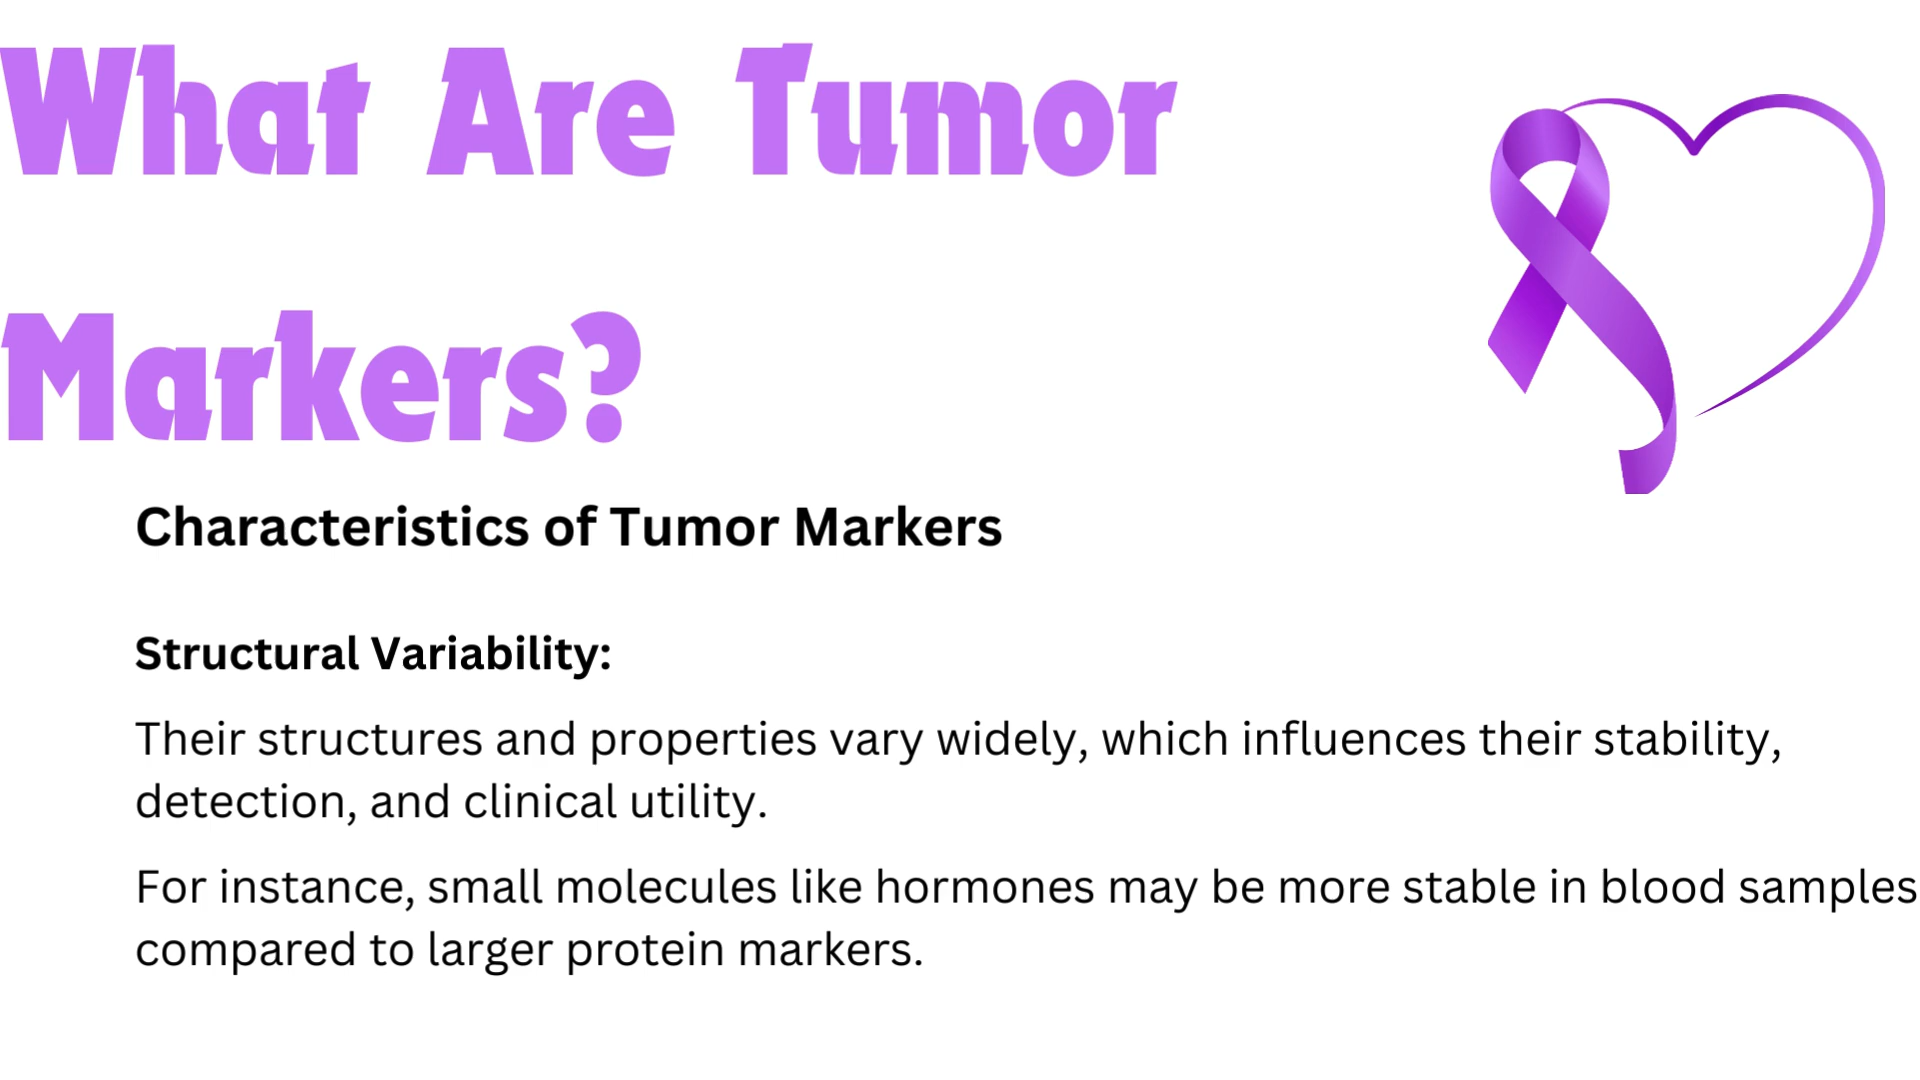 What Are Tumor
Markers?
Characteristics of Tumor Markers
Structural Variability:
Their structures and properties vary widely, which influences their stability,
detection, and clinical utility.
For instance, small molecules like hormones may be more stable in blood samples
compared to larger protein markers.